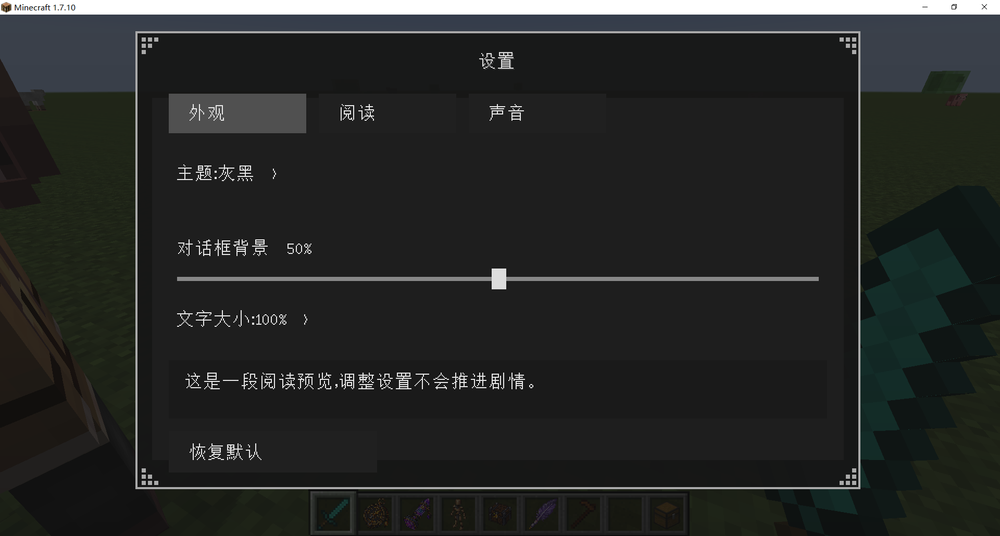 Minecraft 1.7.10
设置
外观 阅读 声音
主题:灰黑 >
对话框背景 50%
文字大小:100% >
这是一段阅读预览,调整设置不会推进剧情。
恢复默认